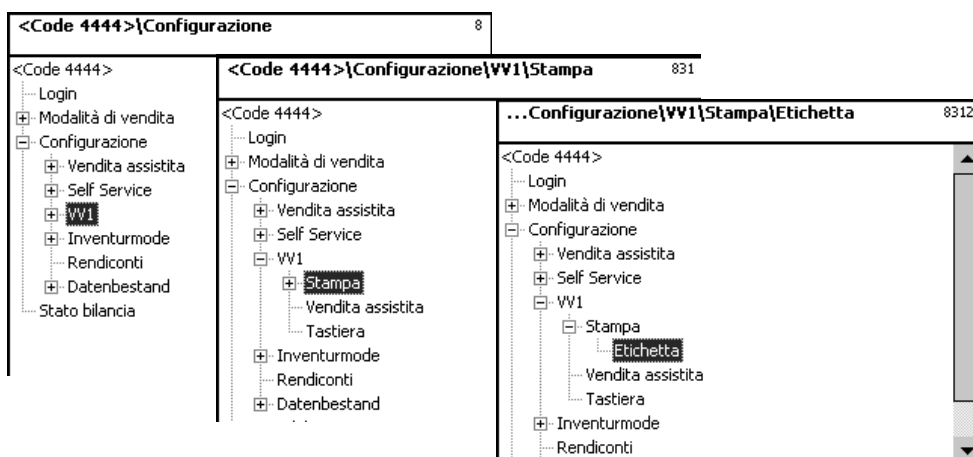 <Code 4444>\Configurazione 8
<Code 4444>
Login
Modalità di vendita
Configurazione
Vendita assistita
Self Service
VV1
Inventurmode
Rendiconti
Datenbestand
Stato bilancia
<Code 4444>\Configurazione\VV1\Stampa 831
<Code 4444>
Login
Modalità di vendita
Configurazione
Vendita assistita
Self Service
VV1
Stampa
Vendita assistita
Tastiera
Inventurmode
Rendiconti
Datenbestand
...Configurazione\VV1\Stampa\Etichetta 8312
<Code 4444>
Login
Modalità di vendita
Configurazione
Vendita assistita
Self Service
VV1
Stampa
Etichetta
Vendita assistita
Tastiera
Inventurmode
Rendiconti